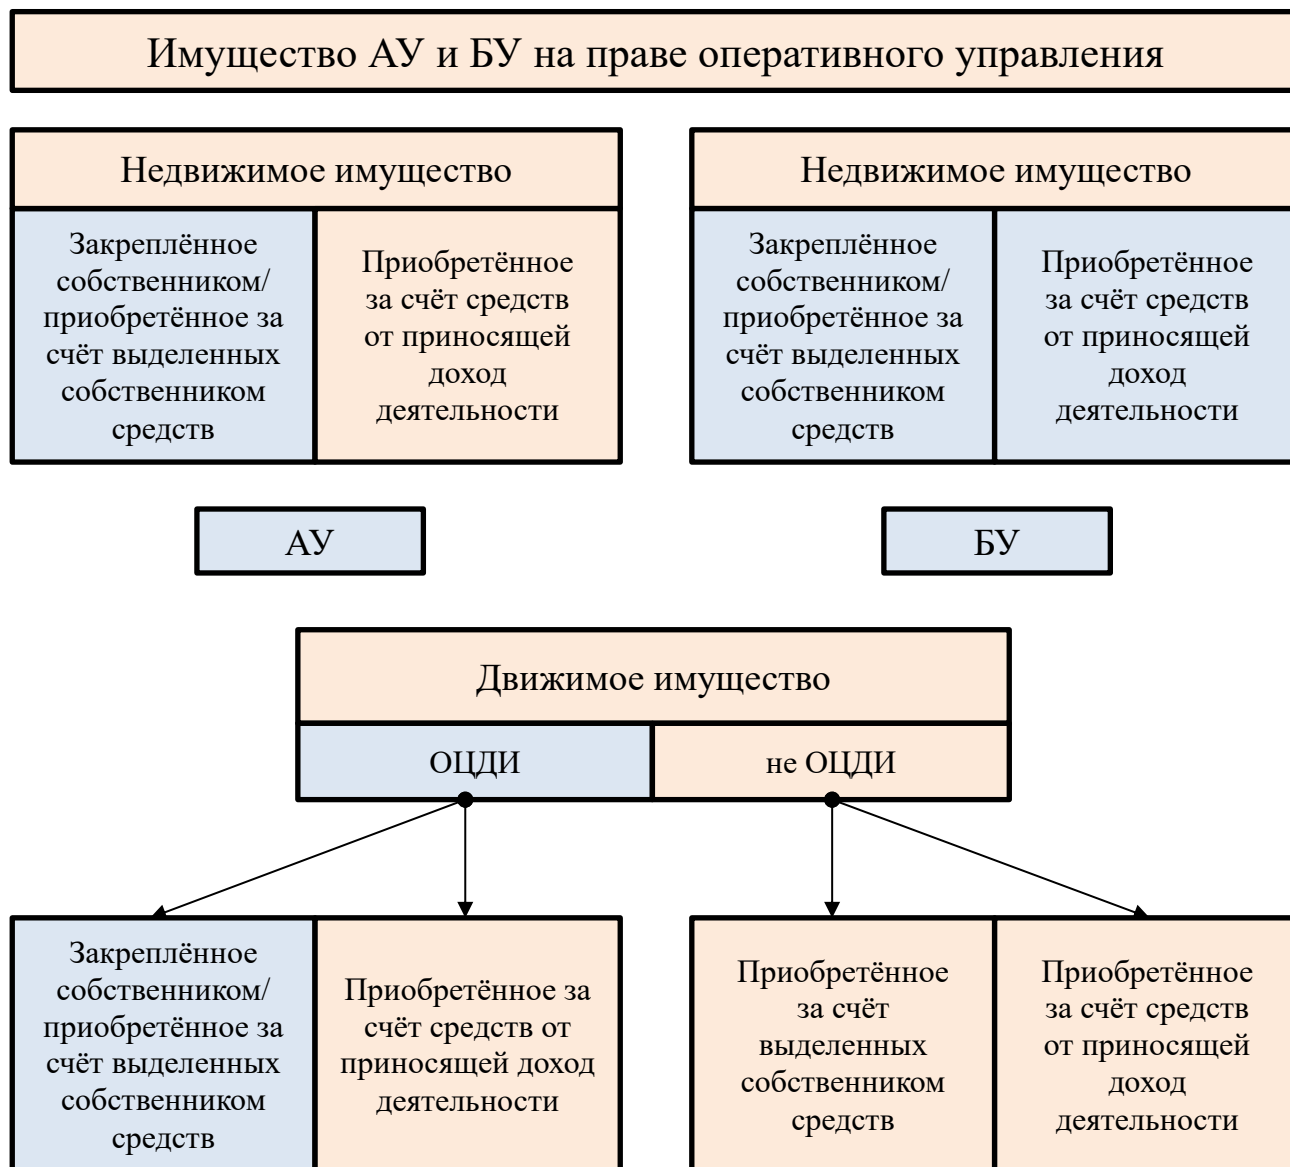 Имущество АУ и БУ на праве оперативного управления
Недвижимое имущество
Закреплённое
собственником/
приобретённое за
счёт выделенных
собственником
средств
Приобретённое
за счёт средств
от приносящей
доход
деятельности
Недвижимое имущество
Закреплённое
собственником/
приобретённое за
счёт выделенных
собственником
средств
Приобретённое
за счёт средств
от приносящей
доход
деятельности
АУ
БУ
Движимое имущество
ОЦДИ
не ОЦДИ
Закреплённое
собственником/
приобретённое за
счёт выделенных
собственником
средств
Приобретённое за
счёт средств от
приносящей доход
деятельности
Приобретённое
за счёт
выделенных
собственником
средств
Приобретённое
за счёт средств
от приносящей
доход
деятельности